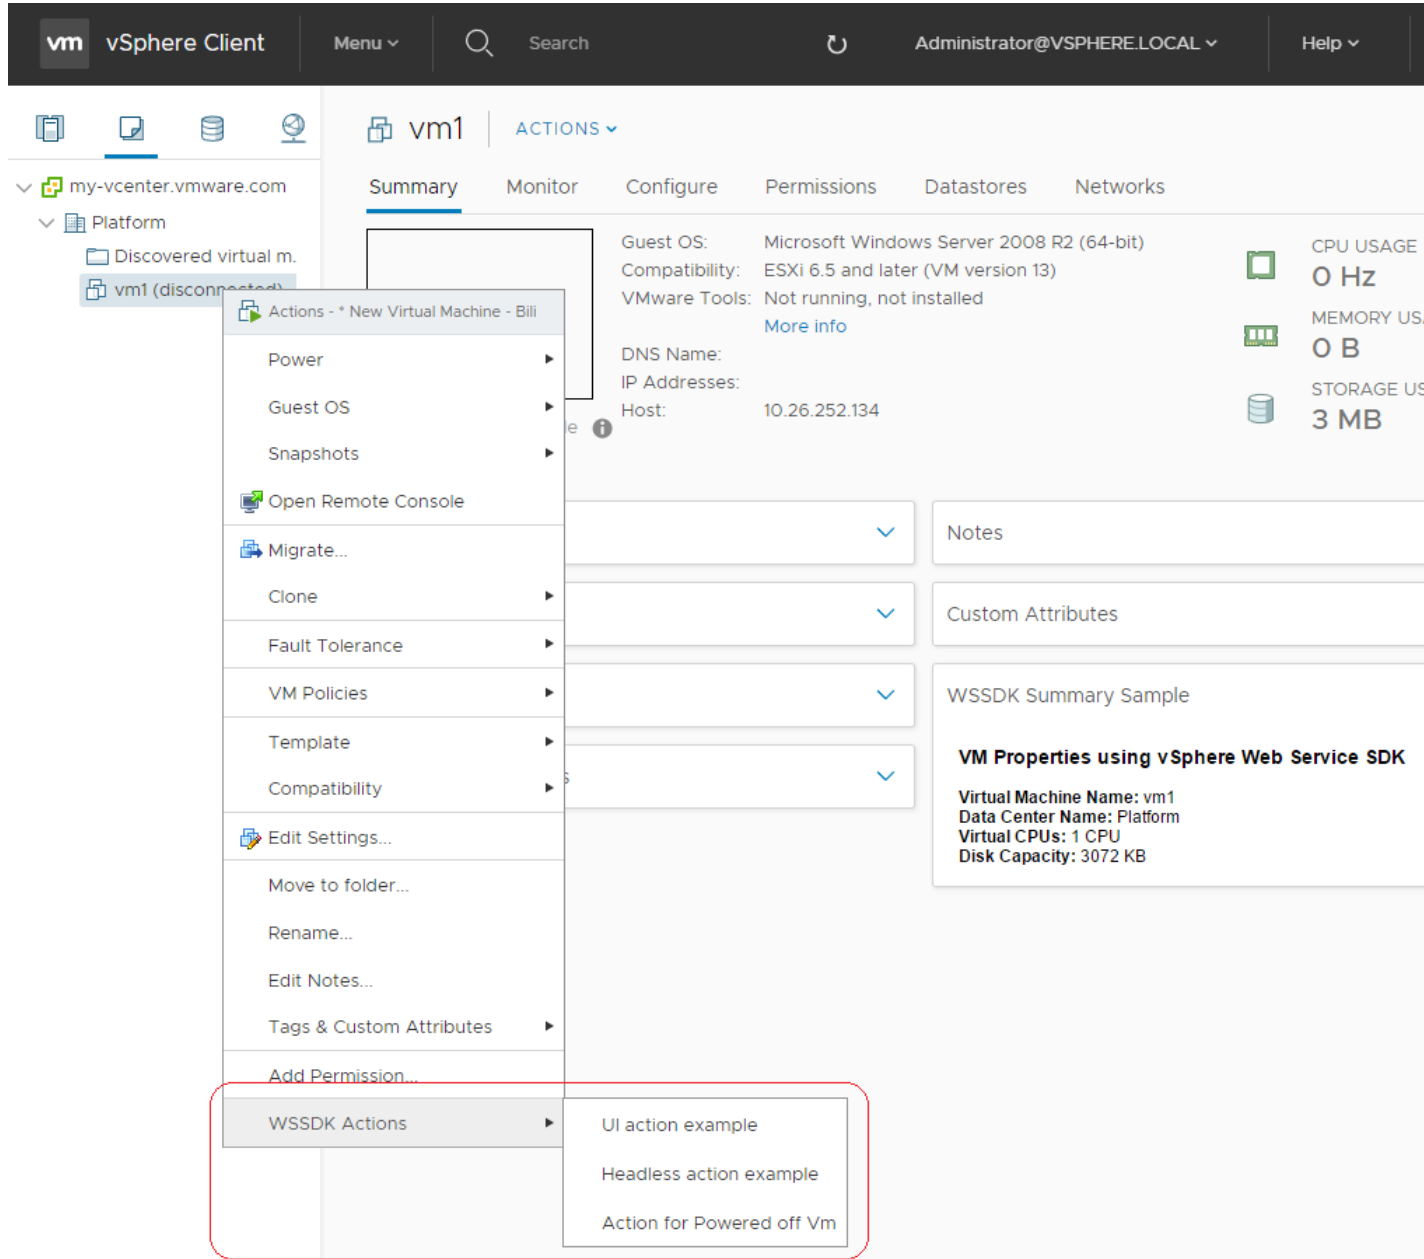 vm vSphere Client Menu Search Administrator@VSPHERE.LOCAL Help
vm1 ACTIONS
my-vcenter.vmware.com
Platform
Discovered virtual m.
vm1 (disconnected)
Summary Monitor Configure Permissions Datastores Networks
Guest OS: Microsoft Windows Server 2008 R2 (64-bit)
Compatibility: ESXi 6.5 and later (VM version 13)
VMware Tools: Not running, not installed
More info
DNS Name:
IP Addresses:
Host: 10.26.252.134
CPU USAGE
0 Hz
MEMORY
0 B
STORAGE
3 MB
Actions - * New Virtual Machine - Bili
Power
Guest OS
Snapshots
Open Remote Console
Migrate...
Clone
Fault Tolerance
VM Policies
Template
Compatibility
Edit Settings...
Move to folder...
Rename...
Edit Notes...
Tags & Custom Attributes
Add Permission...
WSSDK Actions
UI action example
Headless action example
Action for Powered off Vm
Notes
Custom Attributes
WSSDK Summary Sample
VM Properties using vSphere Web Service SDK
Virtual Machine Name: vm1
Data Center Name: Platform
Virtual CPUs: 1 CPU
Disk Capacity: 3072 KB